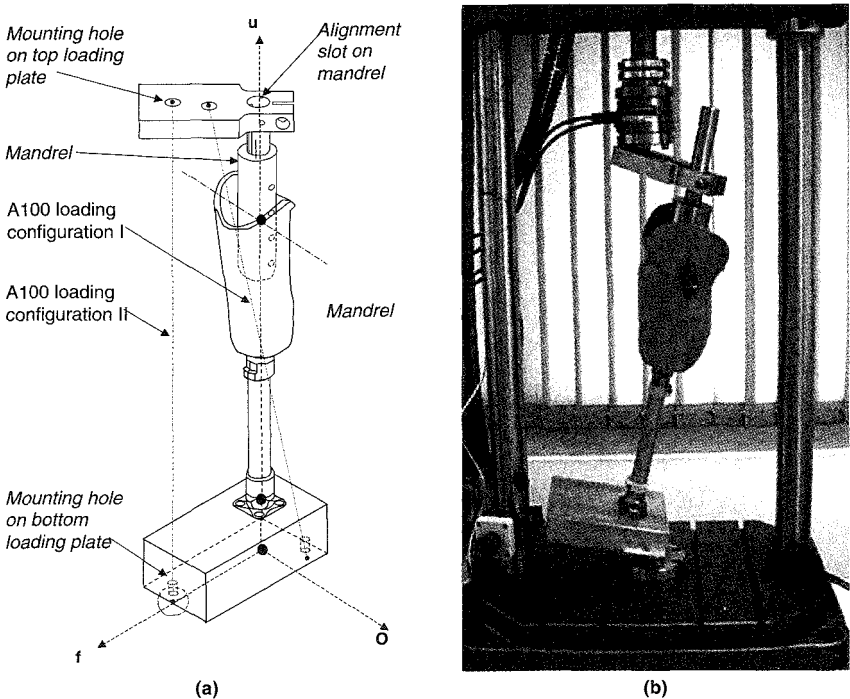 Mounting hole
on top loading
plate
u
Alignment
slot on
mandrel
Mandrel
A100 loading
configuration I
A100 loading
configuration II
Mandrel
Mounting hole
on bottom
loading plate
f
O
(a)
(b)